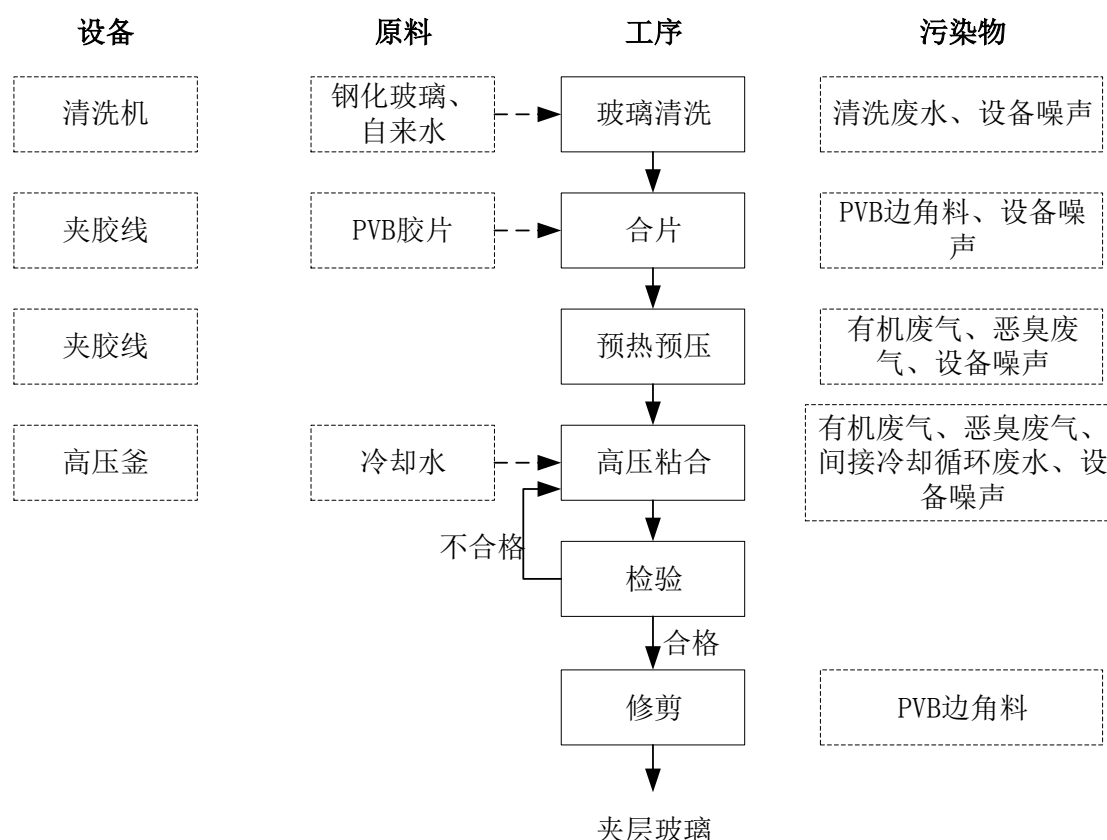 设备 原料 工序 污染物
清洗机
钢化玻璃、
自来水
玻璃清洗
清洗废水、设备噪声
夹胶线
PVB胶片
合片
PVB边角料、设备噪
声
夹胶线
预热预压
有机废气、恶臭废
气、设备噪声
高压釜
冷却水
高压粘合
有机废气、恶臭废气、
间接冷却循环废水、设
备噪声
不合格
检验
合格
修剪
PVB边角料
夹层玻璃